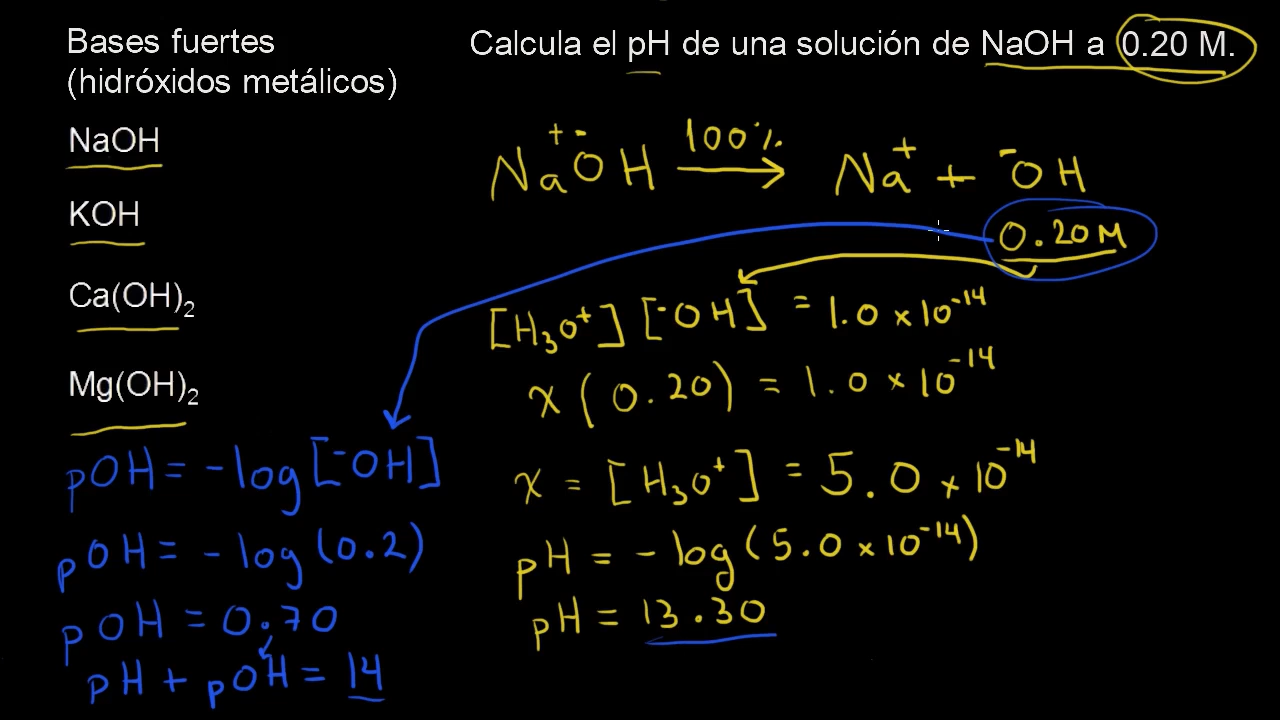 Bases fuertes
(hidróxidos metálicos)
NaOH
KOH
Ca(OH)₂
Mg(OH)₂
pOH = -log[⁻OH]
pOH = -log(0.2)
pOH = 0.70
pH + pOH = 14
Calcula el pH de una solución de NaOH a 0.20 M.
Na⁺⁻OH 100% → Na⁺ + ⁻OH
0.20 M
[H₃O⁺][⁻OH] = 1.0 × 10⁻¹⁴
x(0.20) = 1.0 × 10⁻¹⁴
x = [H₃O⁺] = 5.0 × 10⁻¹⁴
pH = -log(5.0 × 10⁻¹⁴)
pH = 13.30